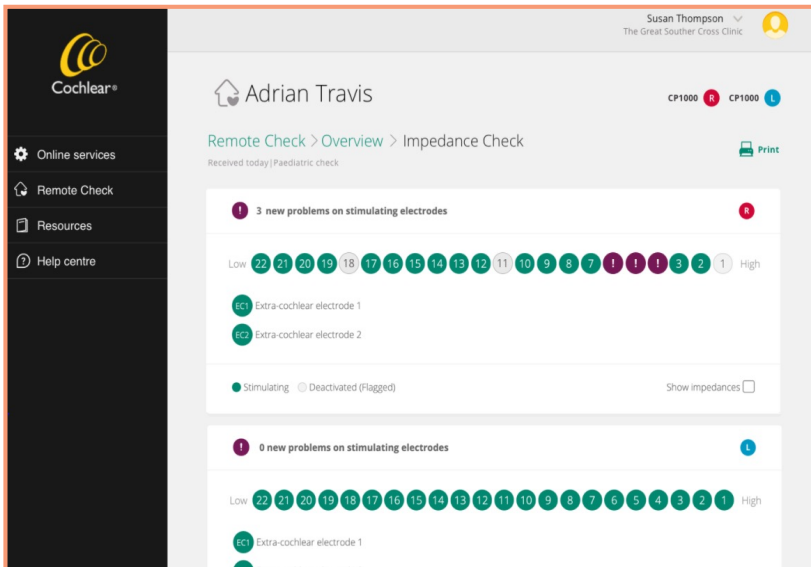 Susan Thompson
The Great Souther Cross Clinic
Cochlear®
Adrian Travis
CP1000 R CP1000 L
Remote Check > Overview > Impedance Check
Print
Received today|Paediatric check
Online services
Remote Check
Resources
Help centre
! 3 new problems on stimulating electrodes R
Low 22 21 20 19 18 17 16 15 14 13 12 11 10 9 8 7 ! ! ! 3 2 1 High
EC1 Extra-cochlear electrode 1
EC2 Extra-cochlear electrode 2
Stimulating Deactivated (Flagged) Show impedances
! 0 new problems on stimulating electrodes L
Low 22 21 20 19 18 17 16 15 14 13 12 11 10 9 8 7 6 5 4 3 2 1 High
EC1 Extra-cochlear electrode 1